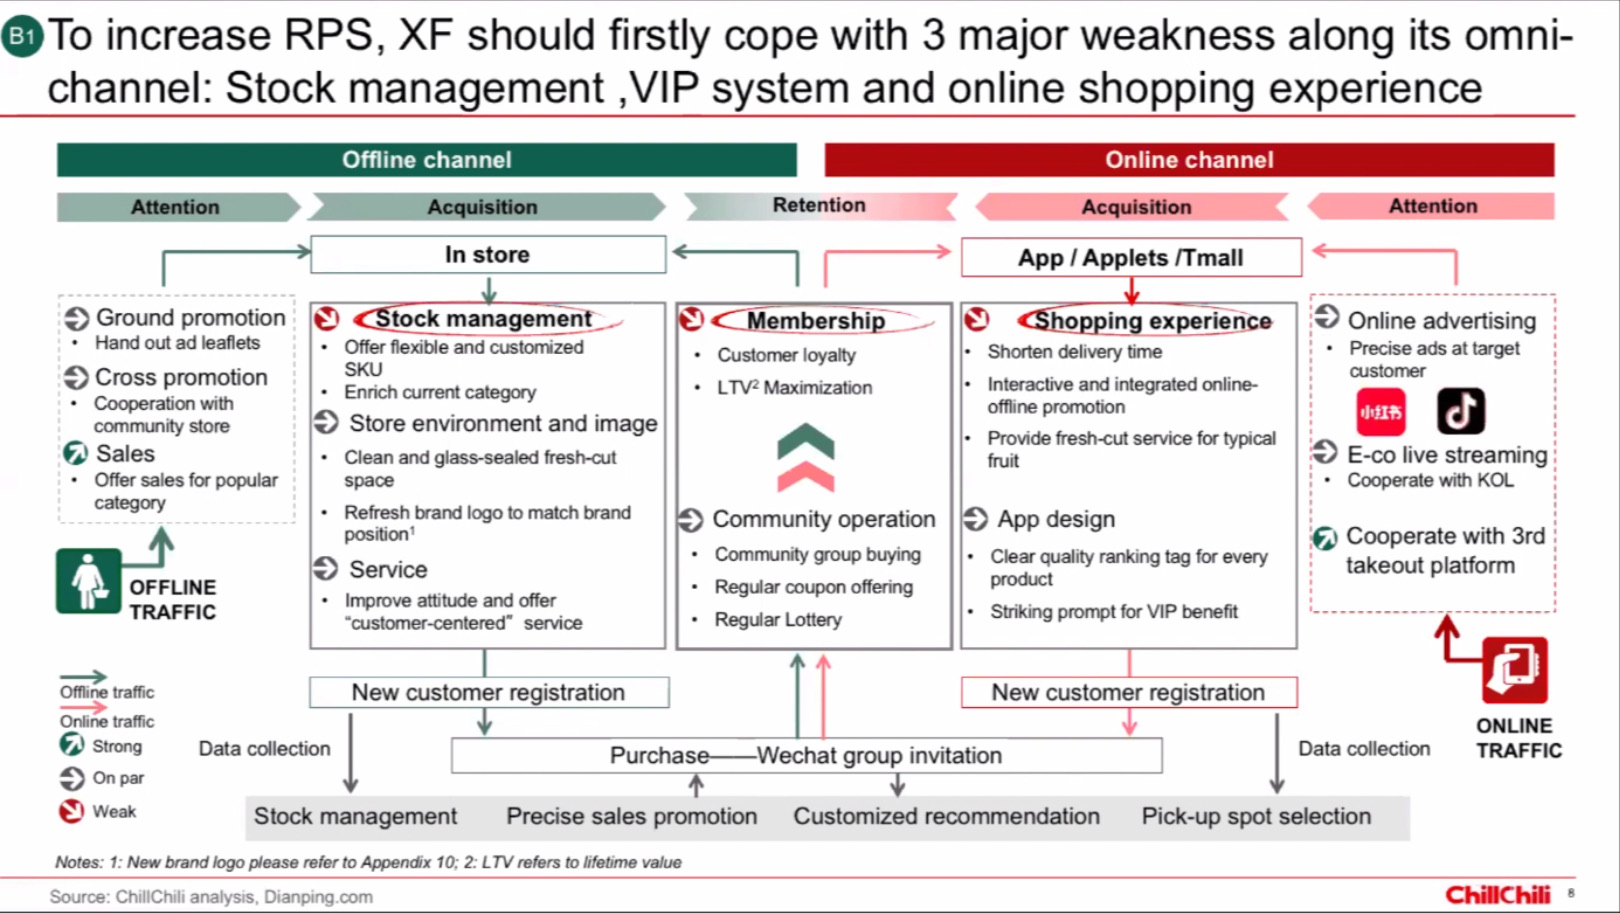 B1
To increase RPS, XF should firstly cope with 3 major weakness along its omni-
channel: Stock management ,VIP system and online shopping experience
Offline channel
Online channel
Attention
Acquisition
Retention
Acquisition
Attention
In store
App / Applets /Tmall
Ground promotion
• Hand out ad leaflets
Cross promotion
• Cooperation with
community store
Sales
• Offer sales for popular
category
OFFLINE
TRAFFIC
Stock management
• Offer flexible and customized
SKU
• Enrich current category
Store environment and image
• Clean and glass-sealed fresh-cut
space
• Refresh brand logo to match brand
position¹
Service
• Improve attitude and offer
“customer-centered” service
Membership
• Customer loyalty
• LTV² Maximization
Community operation
• Community group buying
• Regular coupon offering
• Regular Lottery
Shopping experience
• Shorten delivery time
• Interactive and integrated online-
offline promotion
• Provide fresh-cut service for typical
fruit
App design
• Clear quality ranking tag for every
product
• Striking prompt for VIP benefit
Online advertising
• Precise ads at target
customer
小红书
E-co live streaming
• Cooperate with KOL
Cooperate with 3rd
takeout platform
ONLINE
TRAFFIC
Offline traffic
Online traffic
Strong
On par
Weak
New customer registration
New customer registration
Data collection
Purchase——Wechat group invitation
Data collection
Stock management
Precise sales promotion
Customized recommendation
Pick-up spot selection
Notes: 1: New brand logo please refer to Appendix 10; 2: LTV refers to lifetime value
Source: ChillChili analysis, Dianping.com
ChillChili
8